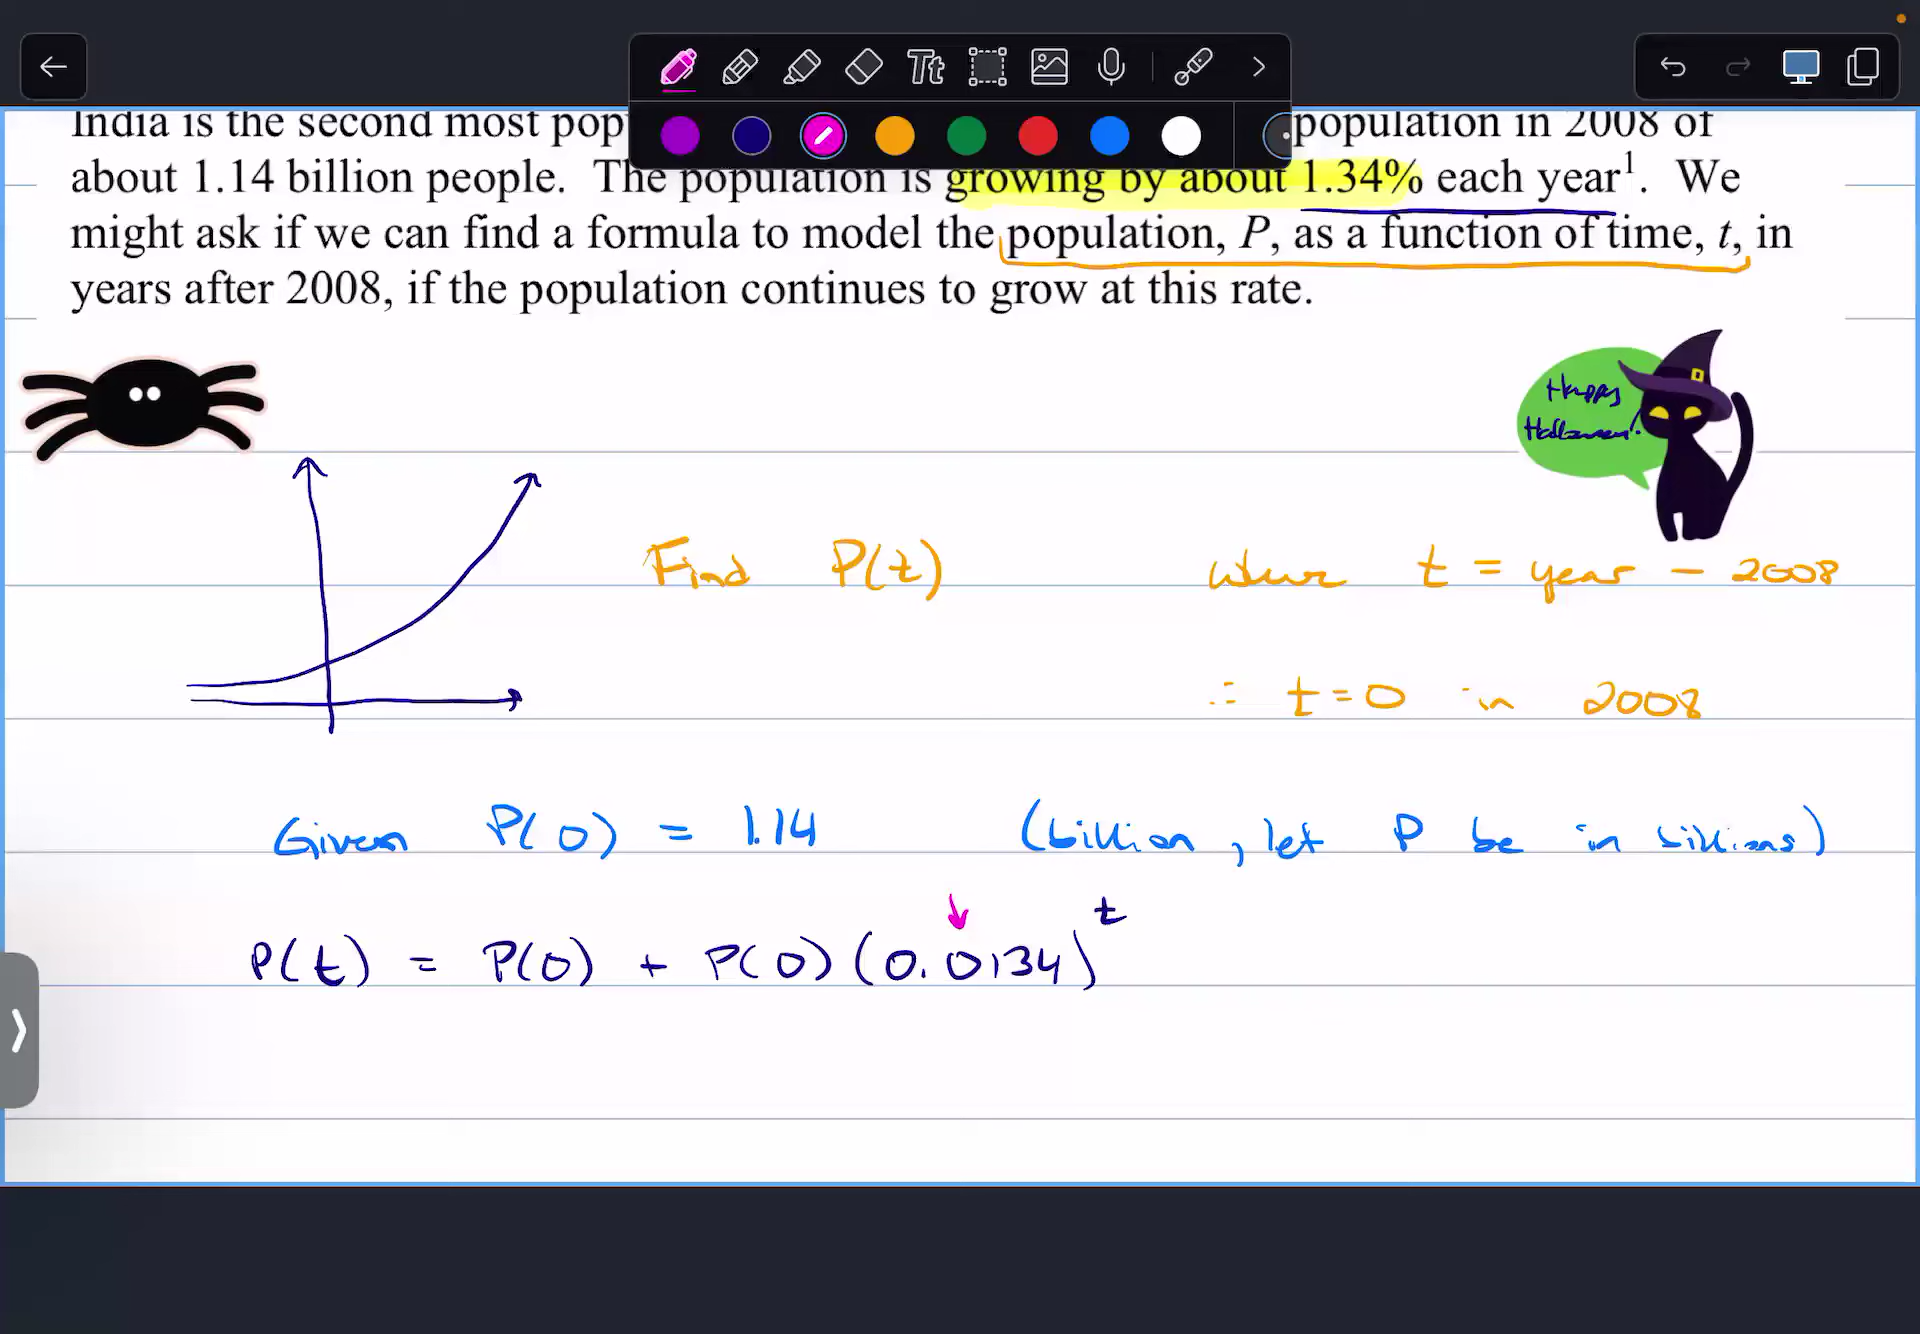 Tt
India is the second most pop population in 2008 of
about 1.14 billion people. The population is growing by about 1.34% each year¹. We
might ask if we can find a formula to model the population, P, as a function of time, t, in
years after 2008, if the population continues to grow at this rate.
Happy
Halloween!
Find P(t) where t = year - 2008
∴ t = 0 in 2008
Given P(0) = 1.14 (billion, let P be in billions)
P(t) = P(0) + P(0)(0.0134)^t